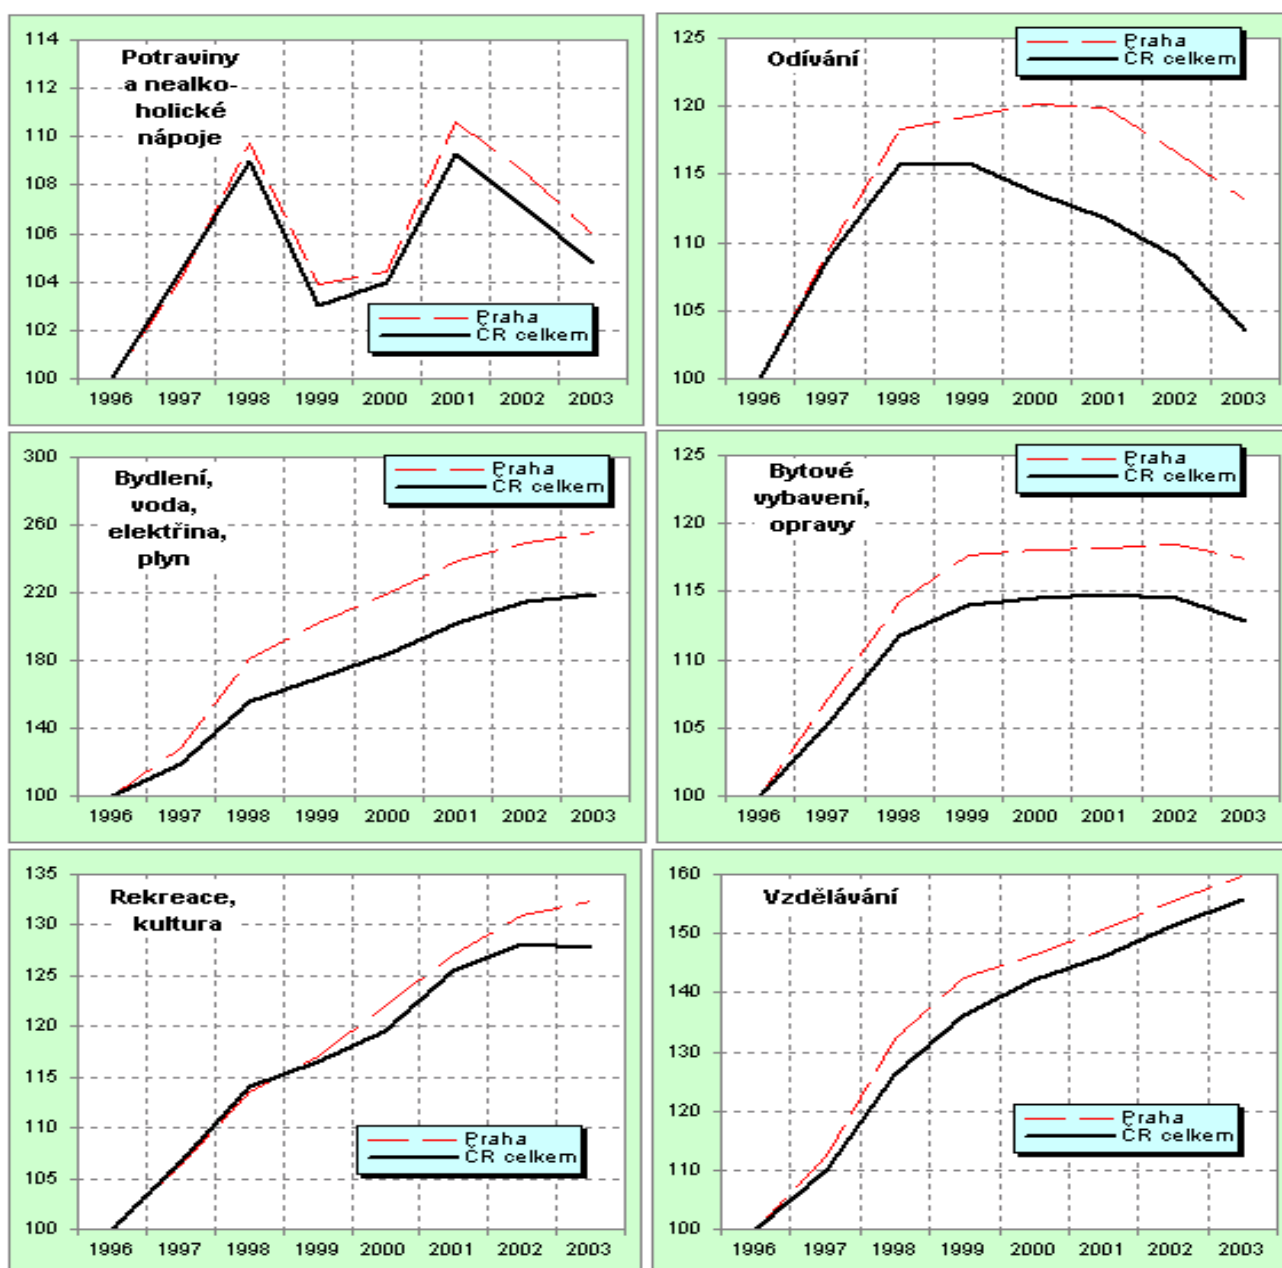 114
112
110
108
106
104
102
100
Potraviny
a nealko-
holické
nápoje
Praha
ČR celkem
1996 1997 1998 1999 2000 2001 2002 2003
125
120
115
110
105
100
Odívání
Praha
ČR celkem
1996 1997 1998 1999 2000 2001 2002 2003
300
260
220
180
140
100
Bydlení,
voda,
elektřina,
plyn
Praha
ČR celkem
1996 1997 1998 1999 2000 2001 2002 2003
125
120
115
110
105
100
Bytové
vybavení,
opravy
Praha
ČR celkem
1996 1997 1998 1999 2000 2001 2002 2003
135
130
125
120
115
110
105
100
Rekreace,
kultura
Praha
ČR celkem
1996 1997 1998 1999 2000 2001 2002 2003
160
150
140
130
120
110
100
Vzdělávání
Praha
ČR celkem
1996 1997 1998 1999 2000 2001 2002 2003